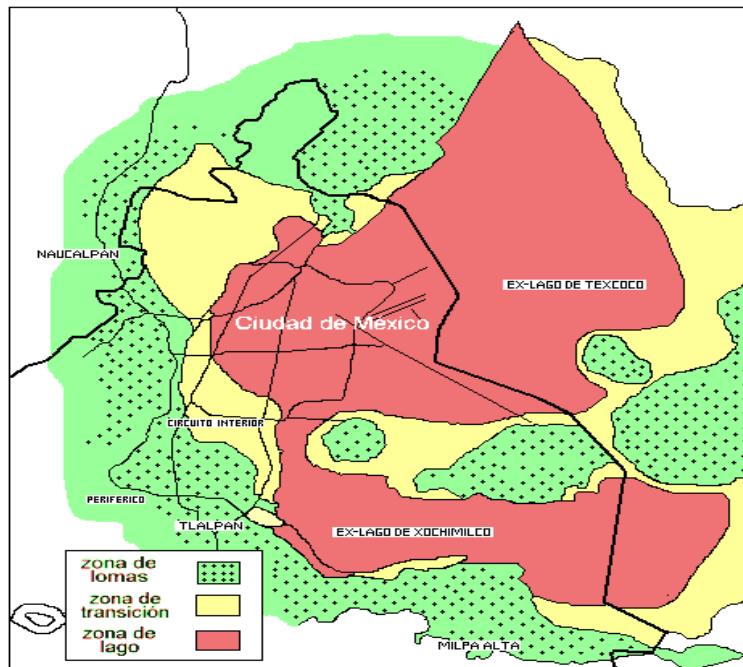 NAUCALPAN
EX-LAGO DE TEXCOCO
Ciudad de México
CIRCUITO INTERIOR
PERIFERICO
TLALPAN
EX-LAGO DE XOCHIMILCO
MILPA ALTA
zona de
lomas
zona de
transición
zona de
lago